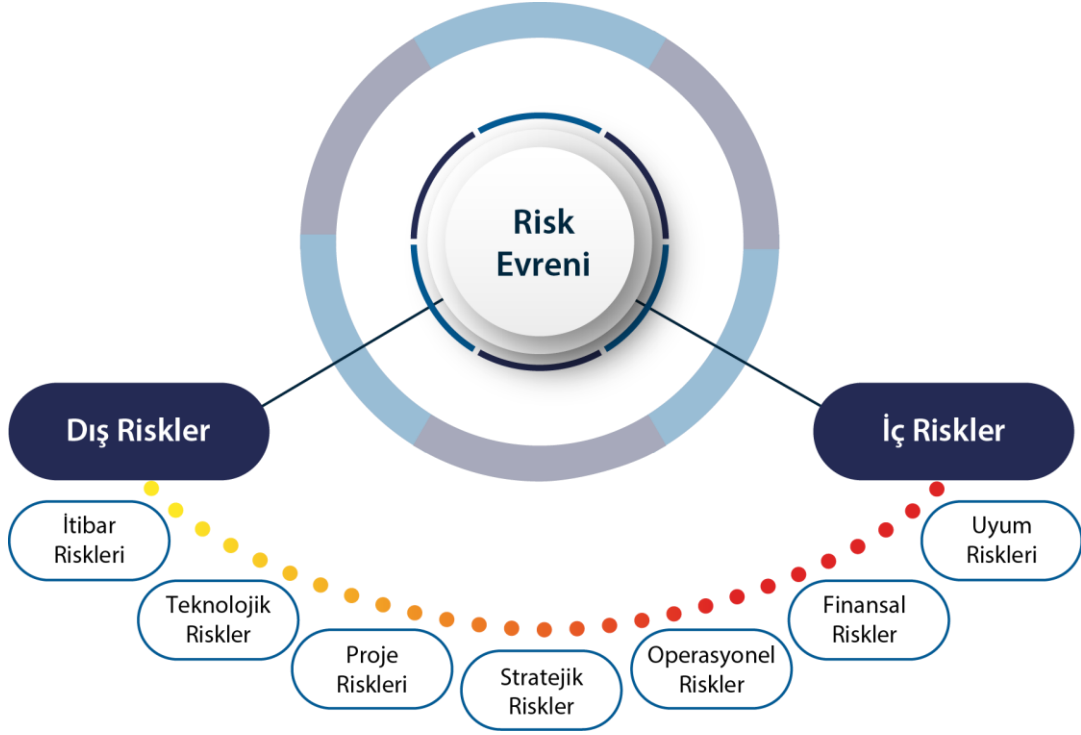 Risk
Evreni
Dış Riskler
İç Riskler
İtibar
Riskleri
Teknolojik
Riskler
Proje
Riskleri
Stratejik
Riskler
Operasyonel
Riskler
Finansal
Riskler
Uyum
Riskleri